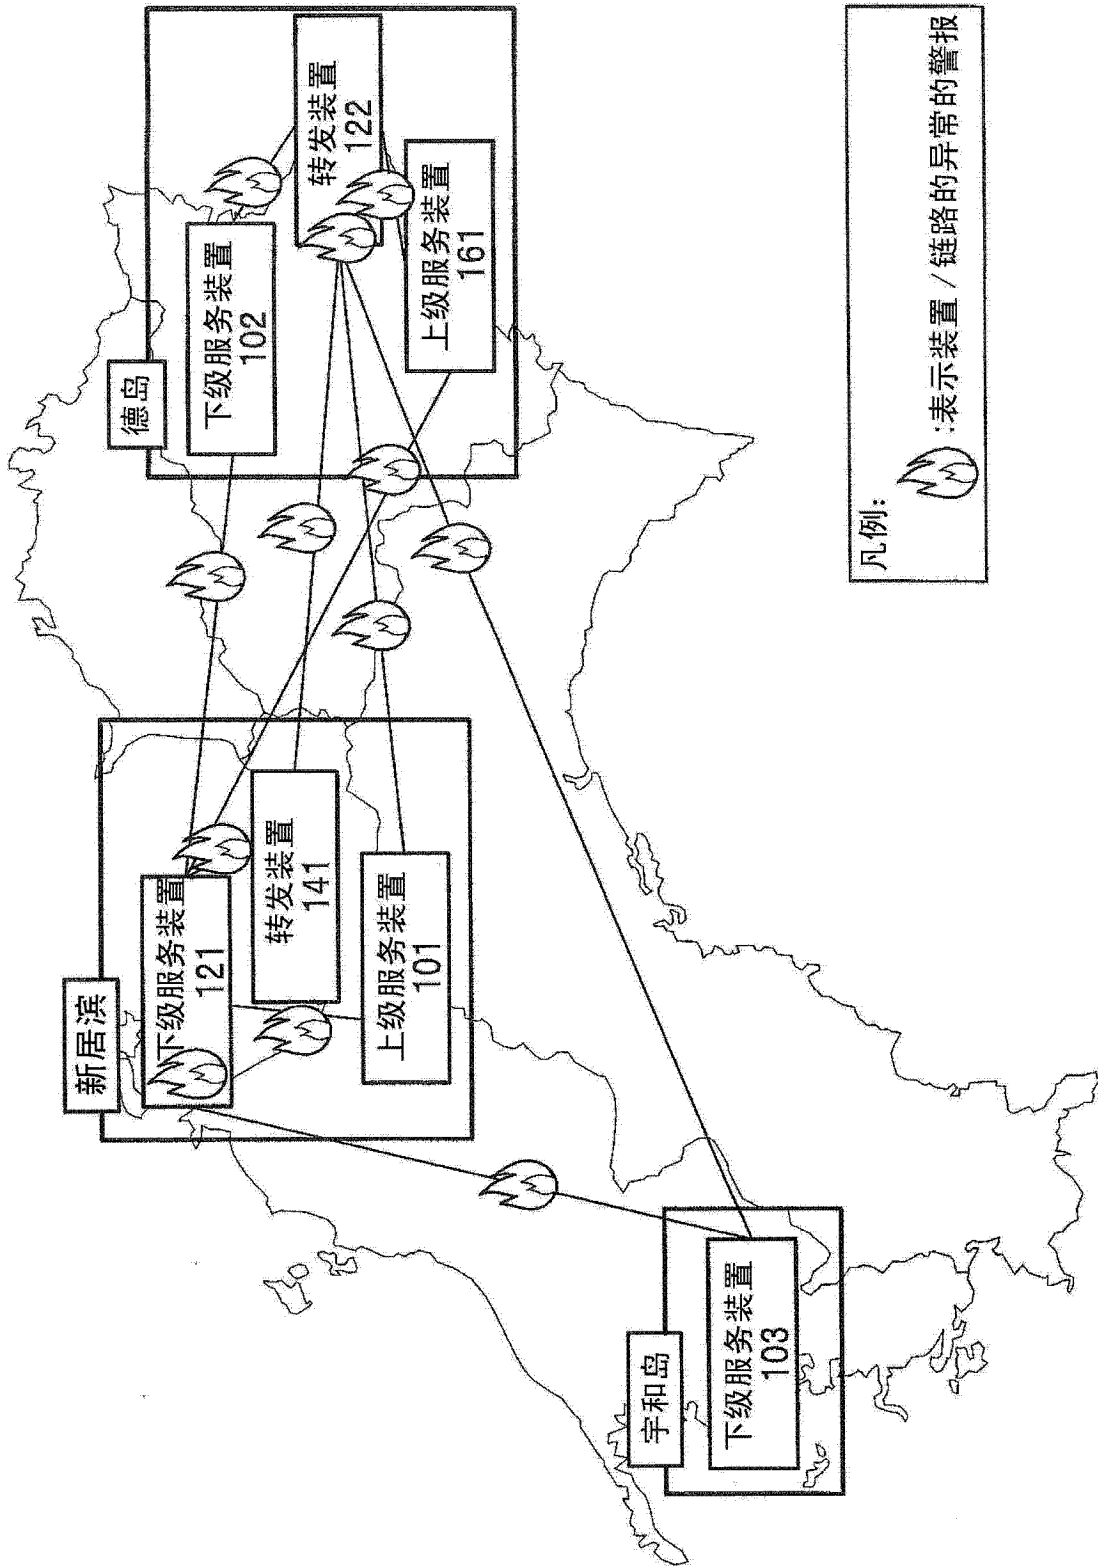 新居滨
下级服务装置
121
转发装置
141
上级服务装置
101
德岛
下级服务装置
102
转发装置
122
上级服务装置
161
宇和岛
下级服务装置
103
凡例:
:表示装置/链路的异常的警报